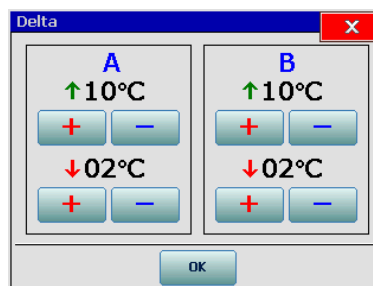 Delta X
A B
↑10°C ↑10°C
+ − + −
↓02°C ↓02°C
+ − + −
OK